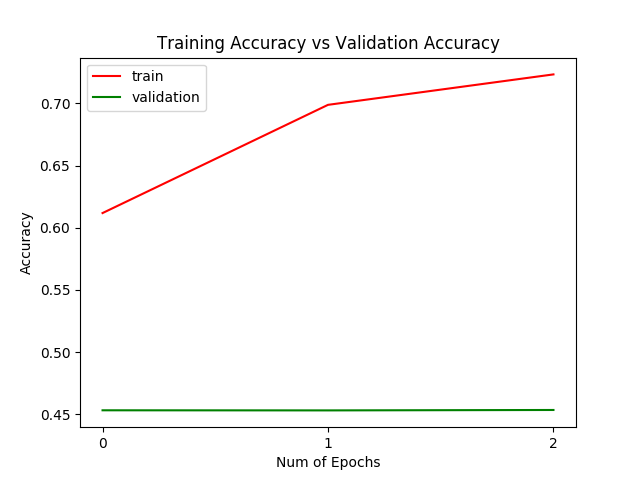 Training Accuracy vs Validation Accuracy
train
validation
0.70
0.65
0.60
0.55
0.50
0.45
Accuracy
0 1 2
Num of Epochs